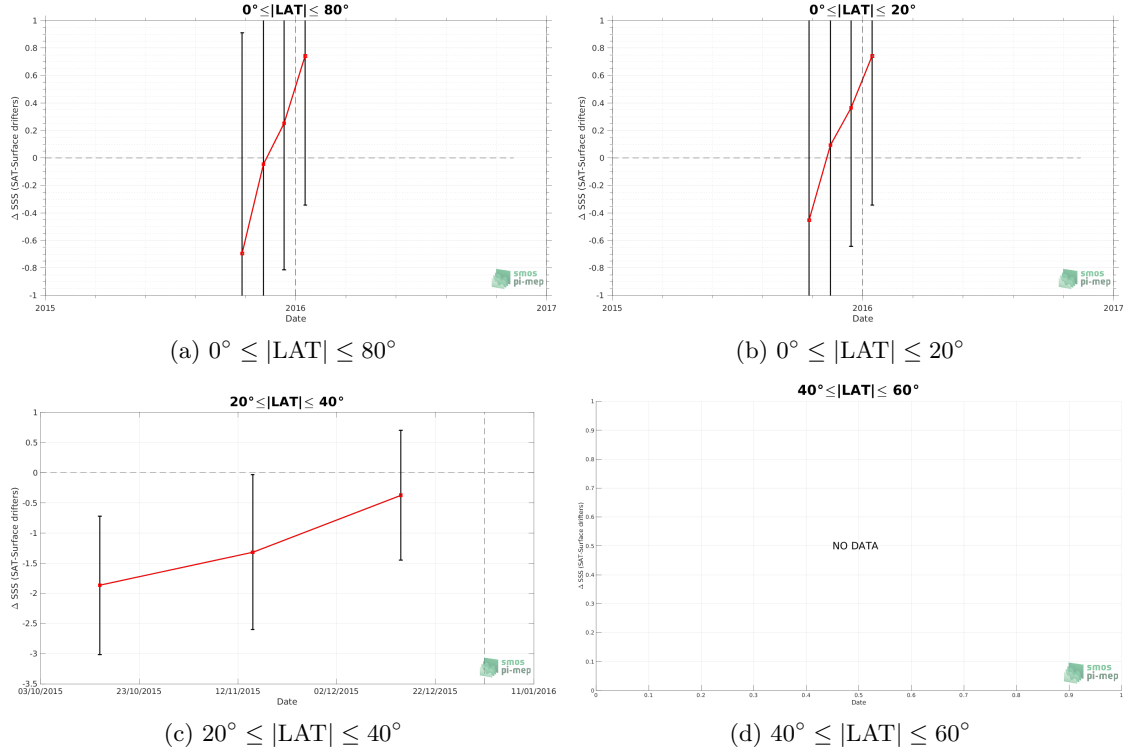 0°≤|LAT|≤ 80°
1
0.8
0.6
0.4
0.2
0
-0.2
-0.4
-0.6
-0.8
-1
Δ SSS (SAT-Surface drifters)
2015
2016
2017
Date
smos
pi-mep
(a) 0° ≤ |LAT| ≤ 80°
0°≤|LAT|≤ 20°
1
0.8
0.6
0.4
0.2
0
-0.2
-0.4
-0.6
-0.8
-1
Δ SSS (SAT-Surface drifters)
2015
2016
2017
Date
smos
pi-mep
(b) 0° ≤ |LAT| ≤ 20°
20°≤|LAT|≤ 40°
1
0.5
0
-0.5
-1
-1.5
-2
-2.5
-3
-3.5
Δ SSS (SAT-Surface drifters)
03/10/2015
23/10/2015
12/11/2015
02/12/2015
22/12/2015
11/01/2016
Date
smos
pi-mep
(c) 20° ≤ |LAT| ≤ 40°
40°≤|LAT|≤ 60°
1
0.9
0.8
0.7
0.6
0.5
0.4
0.3
0.2
0.1
0
Δ SSS (SAT-Surface drifters)
NO DATA
0
0.1
0.2
0.3
0.4
0.5
0.6
0.7
0.8
0.9
1
Date
smos
pi-mep
(d) 40° ≤ |LAT| ≤ 60°